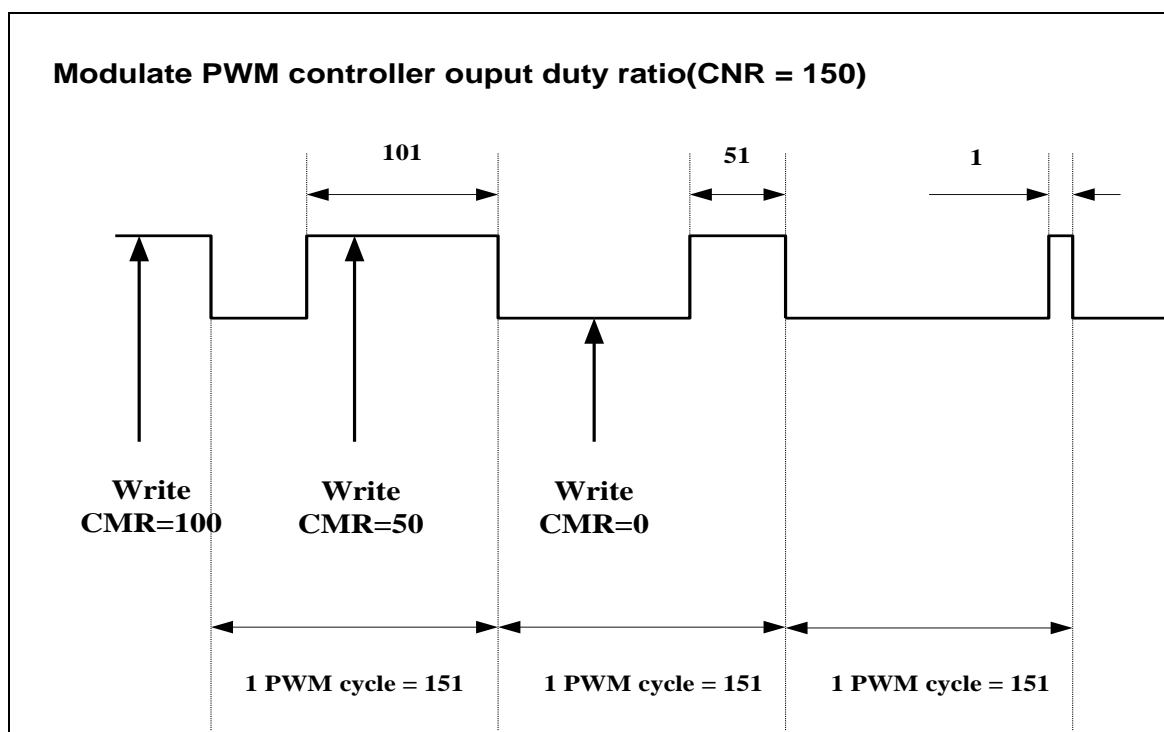 Modulate PWM controller ouput duty ratio(CNR = 150)
101
51
1
Write
CMR=100
Write
CMR=50
Write
CMR=0
1 PWM cycle = 151
1 PWM cycle = 151
1 PWM cycle = 151